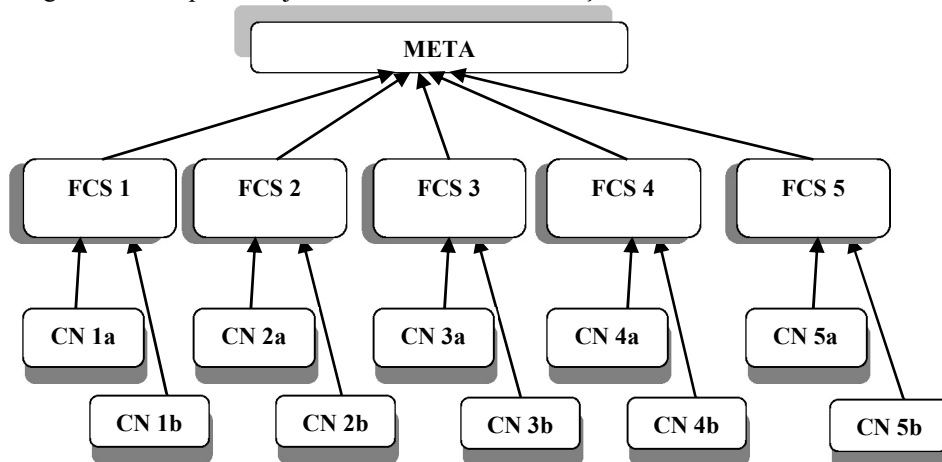 META
FCS 1
FCS 2
FCS 3
FCS 4
FCS 5
CN 1a
CN 2a
CN 3a
CN 4a
CN 5a
CN 1b
CN 2b
CN 3b
CN 4b
CN 5b